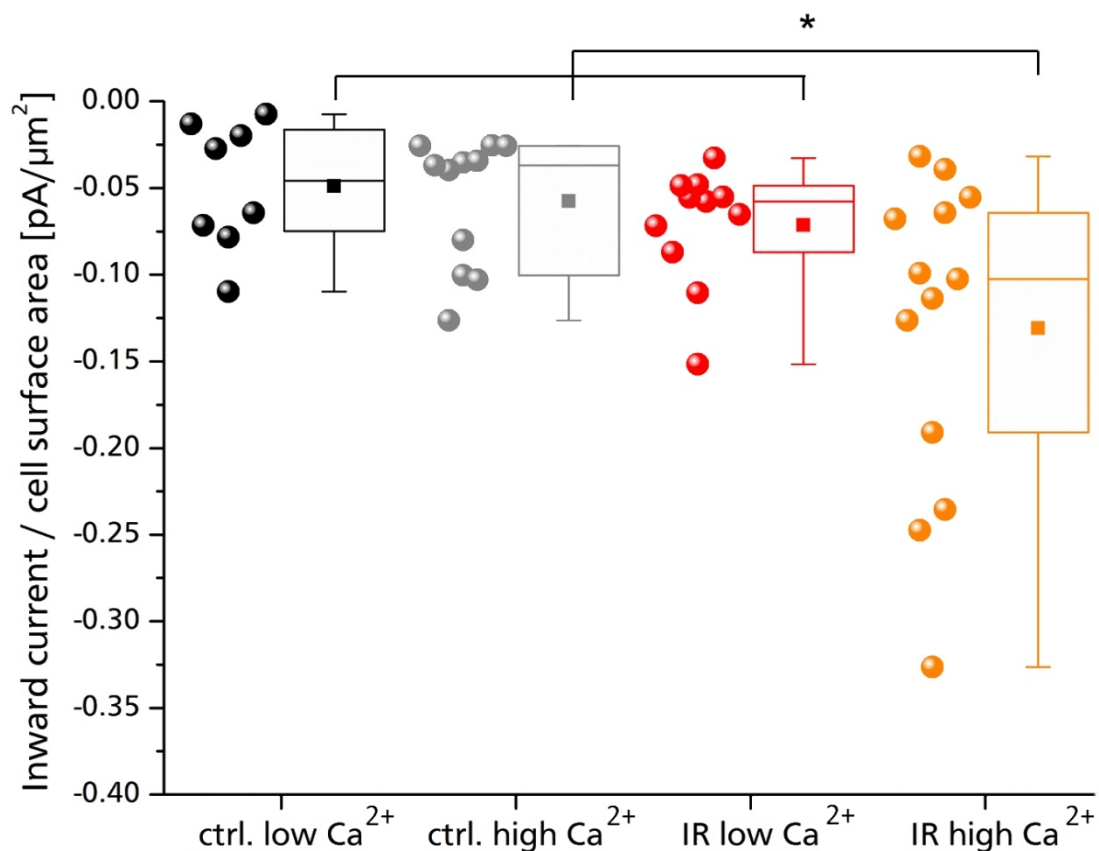 *
Inward current / cell surface area [pA/µm²]
0.00
-0.05
-0.10
-0.15
-0.20
-0.25
-0.30
-0.35
-0.40
ctrl. low Ca²⁺
ctrl. high Ca²⁺
IR low Ca²⁺
IR high Ca²⁺